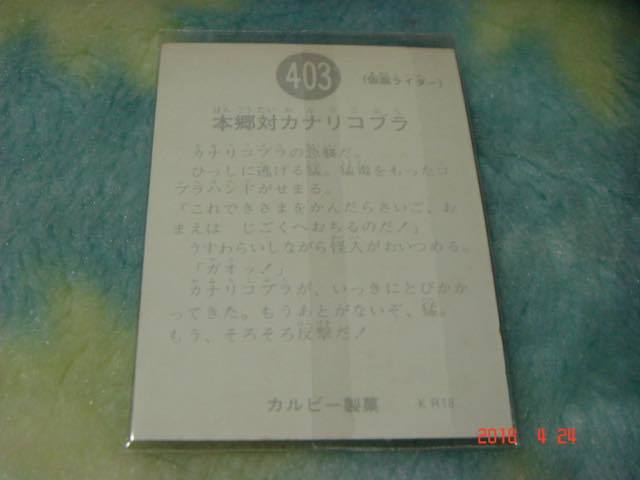 403
(仮面ライダー)
本郷対カナリコブラ
カナリコブラの恐襲だ。
ひっしに逃げる猛。猛毒をもったコ
ブラハンドがせまる。
「これできさまをかんだらさいご、お
まえは　じごくへおちるのだ！」
うすわらいしながら怪人がおいつめる。
「ガオッ！」
カナリコブラが、いっきにとびかか
ってきた。もうあとがないぞ、猛。
もう、そろそろ反撃だ！
カルビー製菓
K R18
2010 4 24